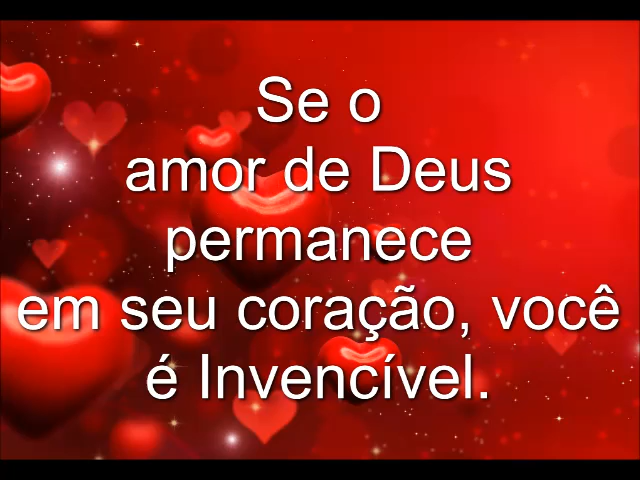 Se o
amor de Deus
permanece
em seu coração, você
é Invencível.